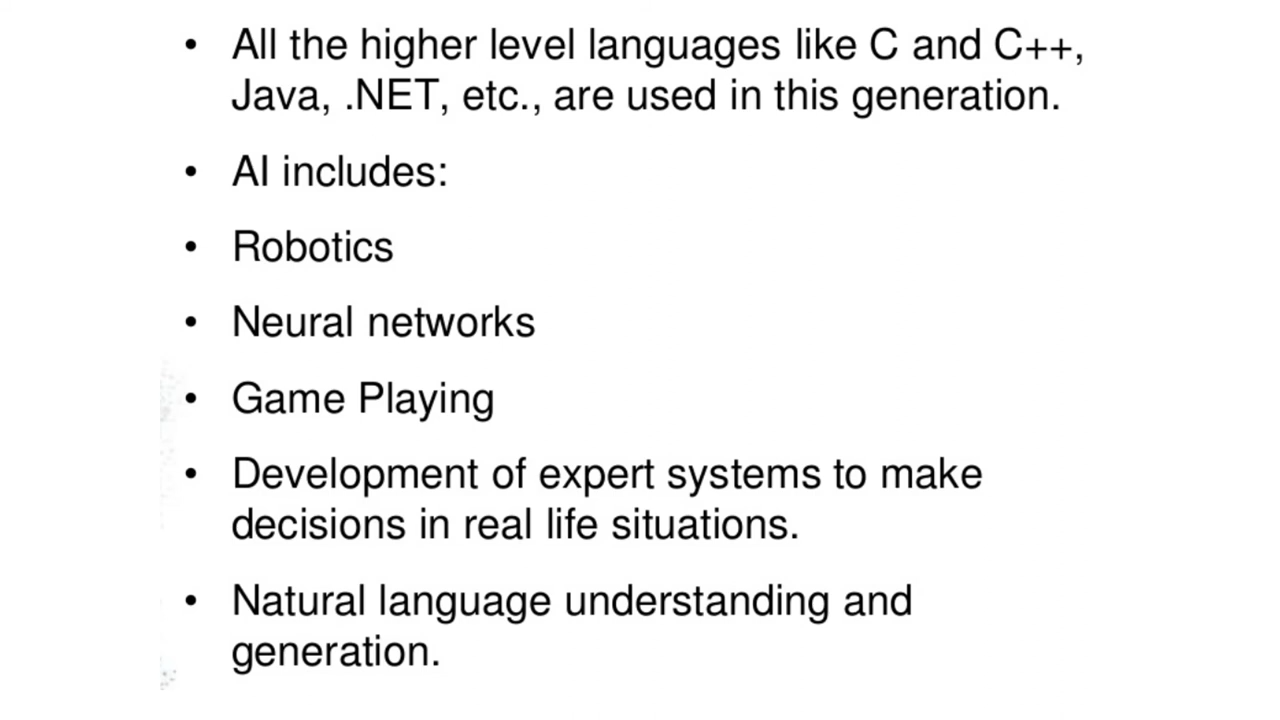 • All the higher level languages like C and C++,
Java, .NET, etc., are used in this generation.
• AI includes:
• Robotics
• Neural networks
• Game Playing
• Development of expert systems to make
decisions in real life situations.
• Natural language understanding and
generation.